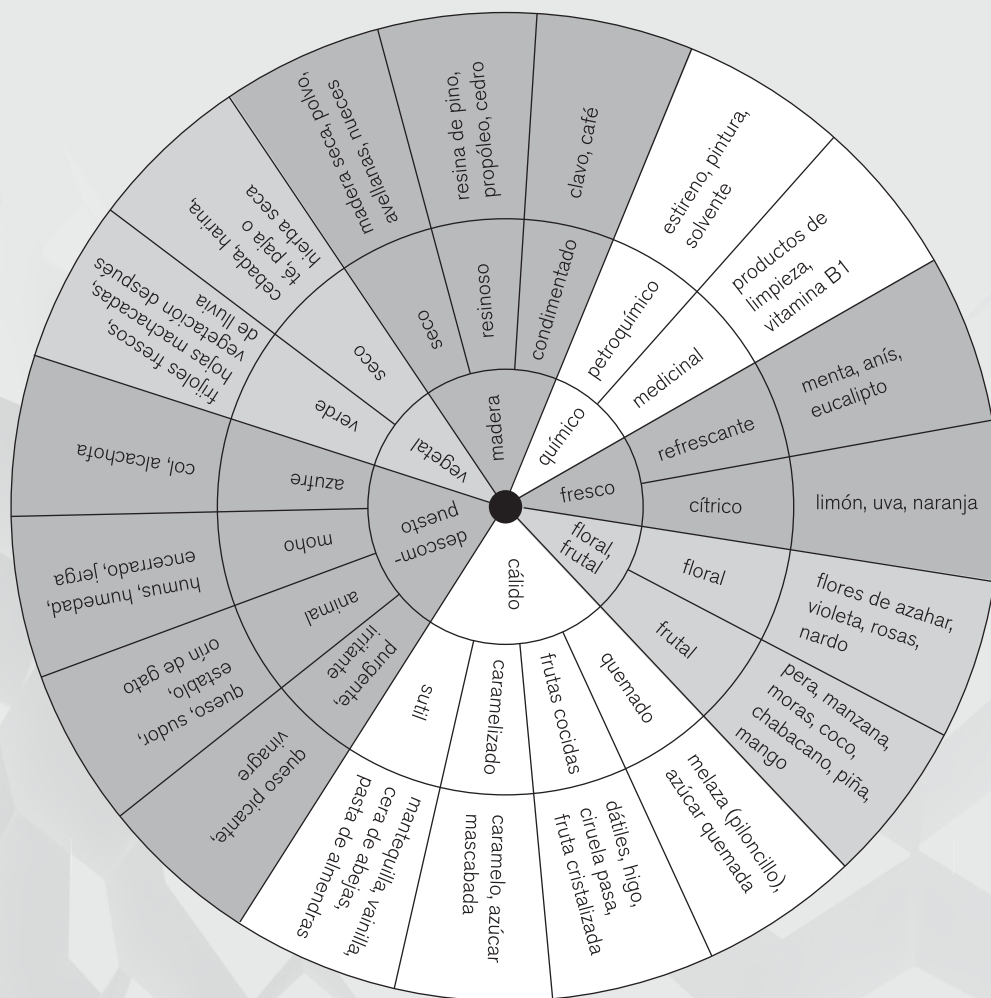 madera
químico
fresco
floral,
frutal
cálido
descom-
puesto
vegetal
seco
resinoso
condimentado
petroquímico
medicinal
refrescante
cítrico
floral
frutal
quemado
frutas cocidas
caramelizado
sutil
purgente,
irritante
animal
moho
azufre
verde
seco
madera seca, polvo,
avellanas, nueces
resina de pino,
propóleo, cedro
clavo, café
estireno, pintura,
solvente
productos de
limpieza,
vitamina B1
menta, anís,
eucalipto
limón, uva, naranja
flores de azahar,
violeta, rosas,
nardo
pera, manzana,
moras, coco,
chabacano, piña,
mango
melaza (piloncillo),
azúcar quemada
dátiles, higo,
ciruela pasa,
fruta cristalizada
caramelo, azúcar
mascabada
mantequilla, vainilla,
cera de abejas,
pasta de almendras
queso picante,
vinagre
queso, sudor,
establo,
orín de gato
humus, humedad,
encerrado, jerga
col, alcachofa
frijoles frescos,
hojas machacadas,
vegetación después
de lluvia
cebada, harina,
té, paja o
hierba seca